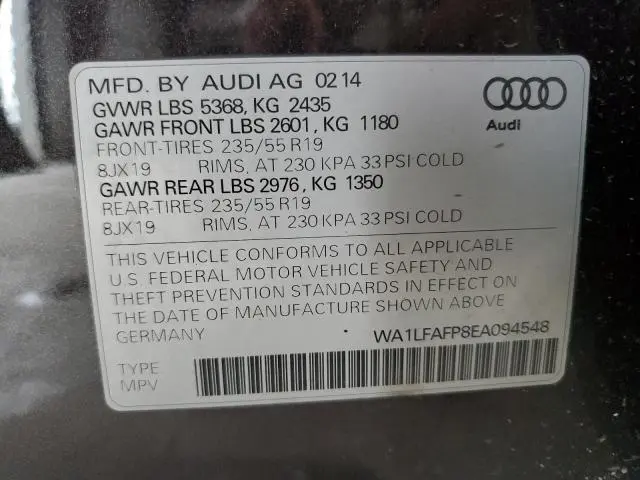 MFD. BY AUDI AG 02 14
GVWR LBS 5368, KG 2435
GAWR FRONT LBS 2601, KG 1180
FRONT-TIRES 235/55 R19
8JX19 RIMS, AT 230 KPA 33 PSI COLD
GAWR REAR LBS 2976, KG 1350
REAR-TIRES 235/55 R19
8JX19 RIMS, AT 230 KPA 33 PSI COLD
Audi
THIS VEHICLE CONFORMS TO ALL APPLICABLE
U.S. FEDERAL MOTOR VEHICLE SAFETY AND
THEFT PREVENTION STANDARDS IN EFFECT ON
THE DATE OF MANUFACTURE SHOWN ABOVE
GERMANY WA1LFAFP8EA094548
TYPE
MPV